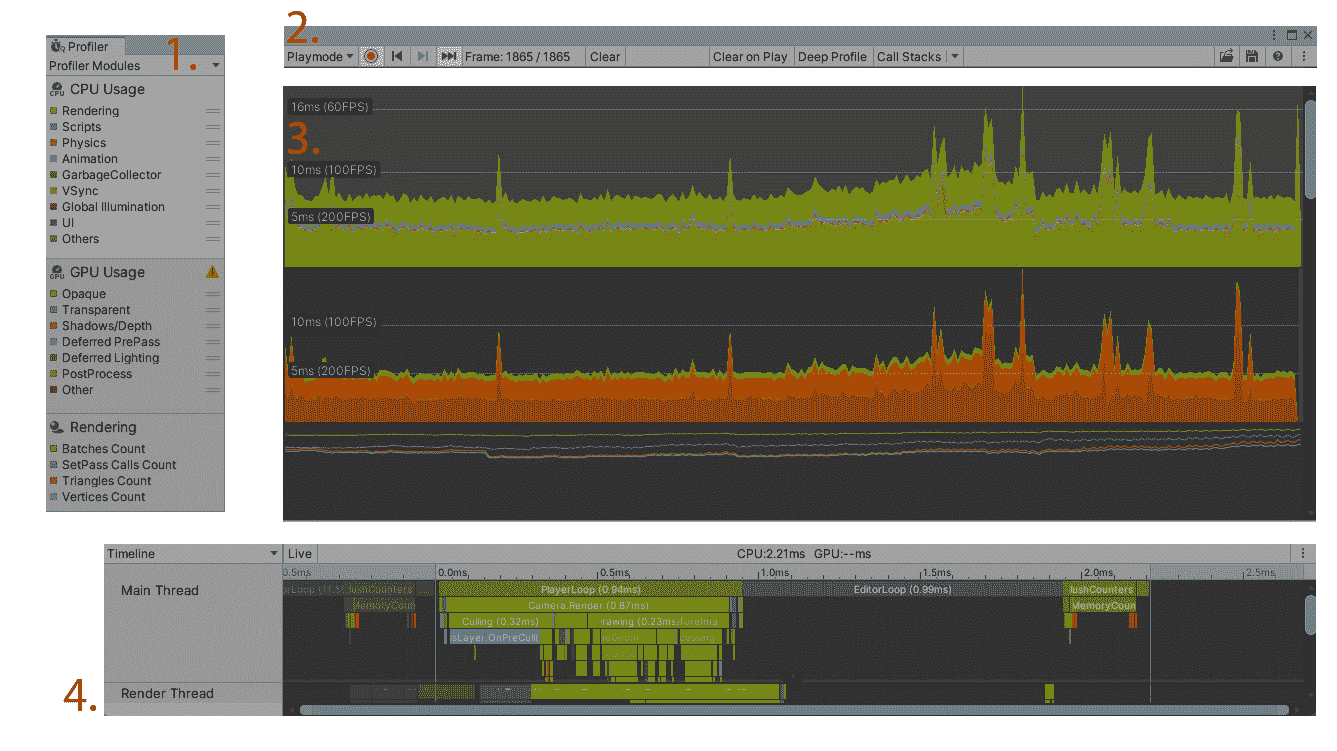 1.
Profiler
Profiler Modules
CPU Usage
Rendering
Scripts
Physics
Animation
GarbageCollector
VSync
Global Illumination
UI
Others
GPU Usage
Opaque
Transparent
Shadows/Depth
Deferred PrePass
Deferred Lighting
PostProcess
Other
Rendering
Batches Count
SetPass Calls Count
Triangles Count
Vertices Count
2.
Playmode Frame: 1865 / 1865 Clear Clear on Play Deep Profile Call Stacks
3.
16ms (60FPS)
10ms (100FPS)
5ms (200FPS)
10ms (100FPS)
5ms (200FPS)
4.
Timeline Live CPU:2.21ms GPU:--ms
0.5ms 0.0ms 0.5ms 1.0ms 1.5ms 2.0ms 2.5ms
Main Thread
PlayerLoop (0.94ms) EditorLoop (0.99ms) lushCounters
Camera.Render (0.87ms) MemoryCoun
Culling (0.32ms) rawing (0.23ms)
Render Thread